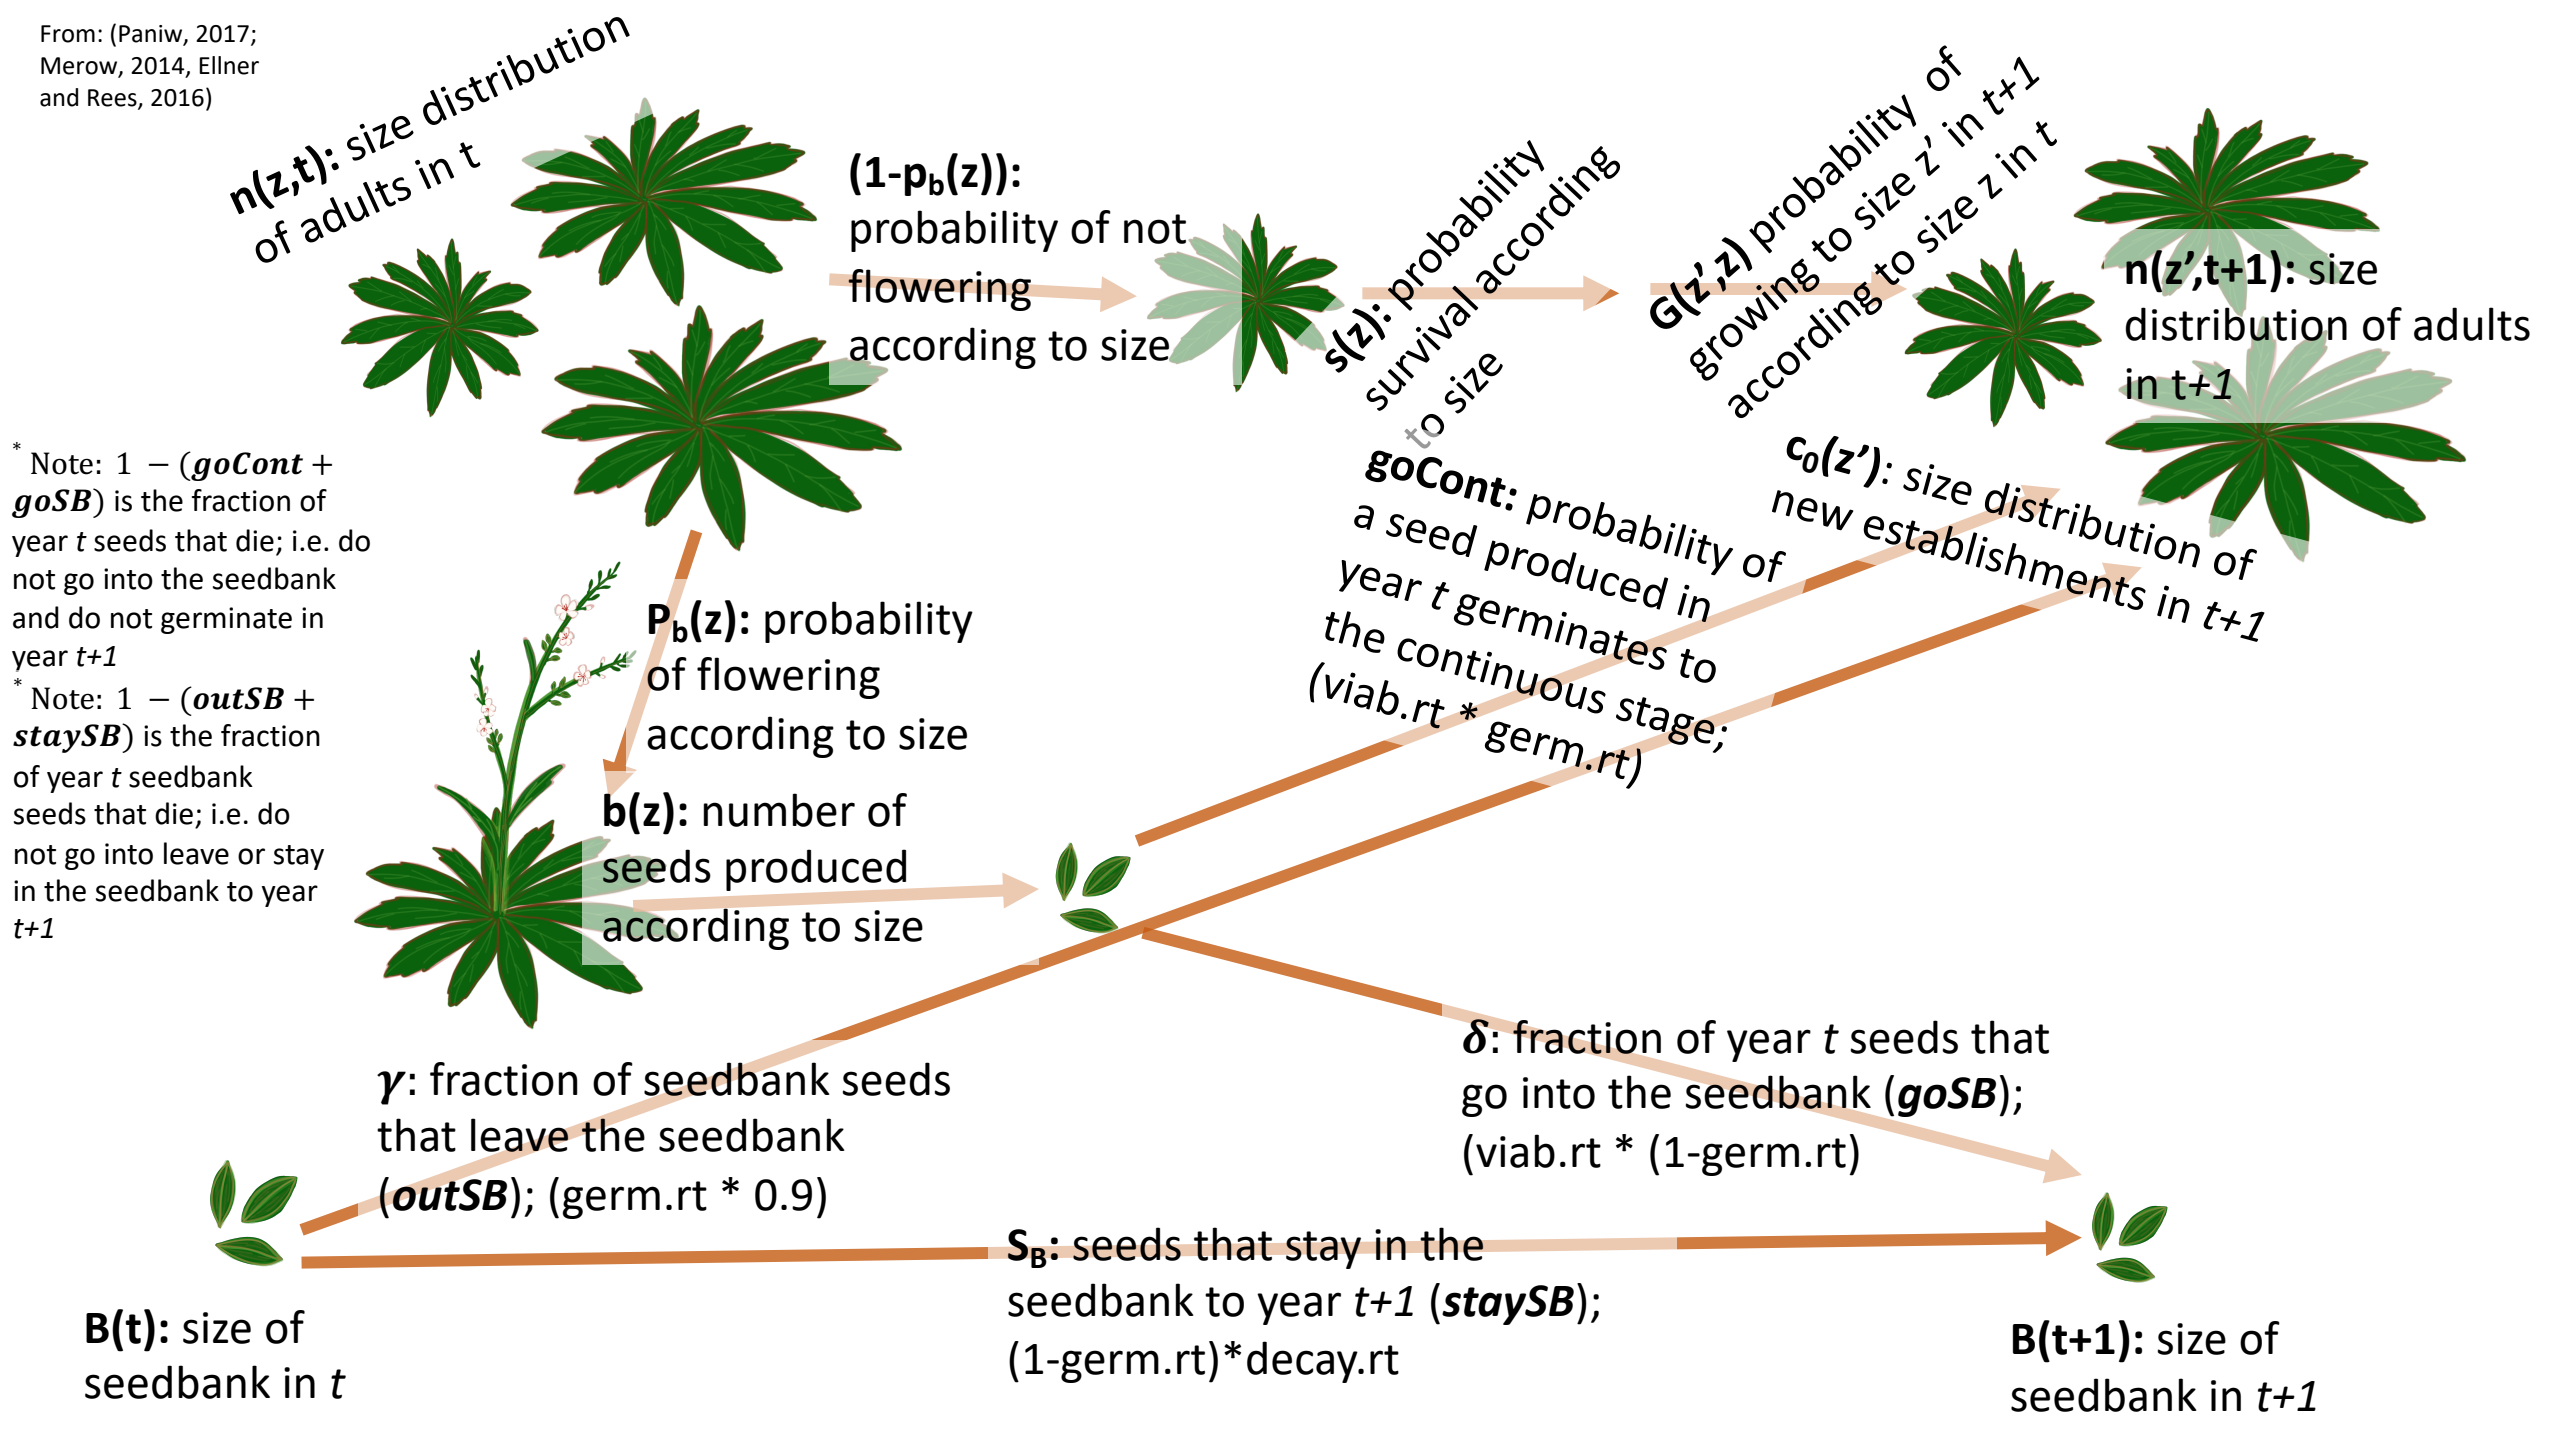 From: (Paniw, 2017;
Merow, 2014, Ellner
and Rees, 2016)
n(z,t): size distribution
of adults in t
(1-pb(z)):
probability of not
flowering
according to size
s(z): probability
survival according
to size
G(z’,z) probability of
growing to size z’ in t+1
according to size z in t
n(z’,t+1): size
distribution of adults
in t+1
* Note: 1 − (goCont +
goSB) is the fraction of
year t seeds that die; i.e. do
not go into the seedbank
and do not germinate in
year t+1
* Note: 1 − (outSB +
staySB) is the fraction
of year t seedbank
seeds that die; i.e. do
not go into leave or stay
in the seedbank to year
t+1
Pb(z): probability
of flowering
according to size
b(z): number of
seeds produced
according to size
goCont: probability of
a seed produced in
year t germinates to
the continuous stage;
(viab.rt * germ.rt)
c0(z’): size distribution of
new establishments in t+1
γ: fraction of seedbank seeds
that leave the seedbank
(outSB); (germ.rt * 0.9)
δ: fraction of year t seeds that
go into the seedbank (goSB);
(viab.rt * (1-germ.rt)
SB: seeds that stay in the
seedbank to year t+1 (staySB);
(1-germ.rt)*decay.rt
B(t): size of
seedbank in t
B(t+1): size of
seedbank in t+1